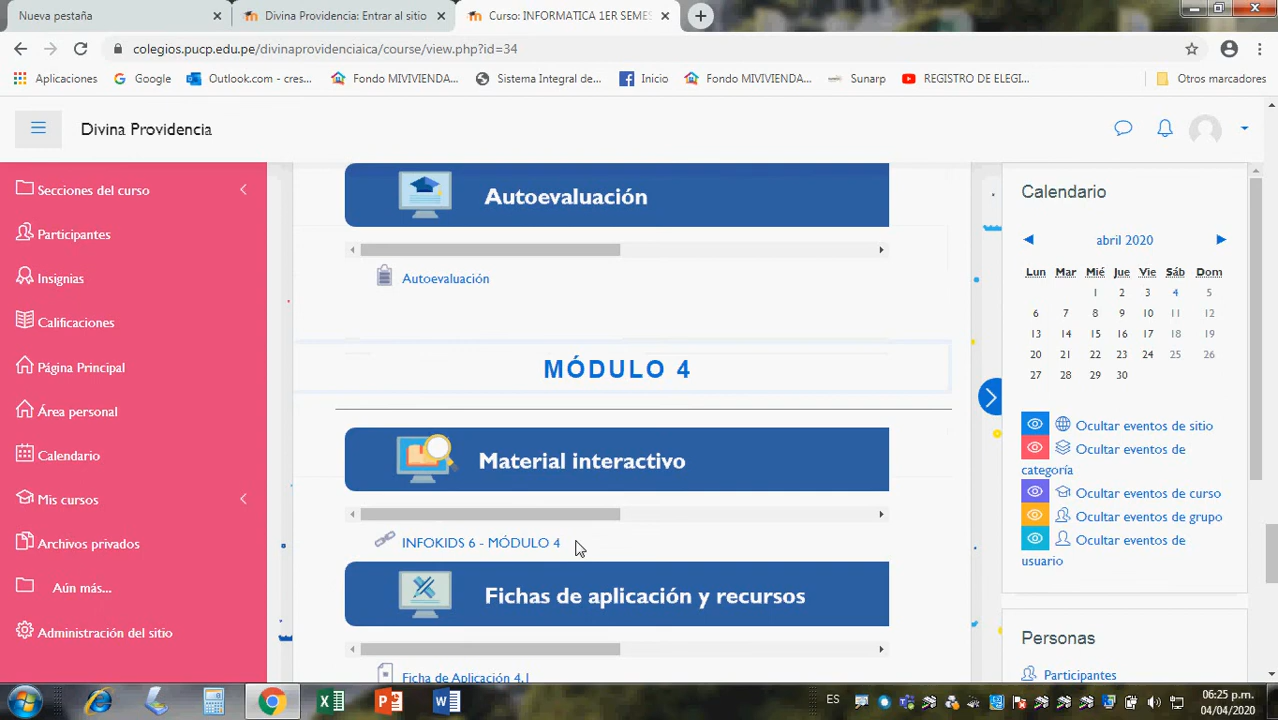 Nueva pestaña
Divina Providencia: Entrar al sitio
Curso: INFORMATICA 1ER SEMES
colegios.pucp.edu.pe/divinaprovidenciaica/course/view.php?id=34
Aplicaciones
Google
Outlook.com - cres...
Fondo MIVIVIENDA...
Sistema Integral de...
Inicio
Fondo MIVIVIENDA...
Sunarp
REGISTRO DE ELEGI...
Otros marcadores
Divina Providencia
Secciones del curso
Participantes
Insignias
Calificaciones
Página Principal
Área personal
Calendario
Mis cursos
Archivos privados
Aún más...
Administración del sitio
Autoevaluación
Autoevaluación
MÓDULO 4
Material interactivo
INFOKIDS 6 - MÓDULO 4
Fichas de aplicación y recursos
Ficha de Aplicación 4.1
Calendario
abril 2020
Lun Mar Mié Jue Vie Sáb Dom
1 2 3 4 5
6 7 8 9 10 11 12
13 14 15 16 17 18 19
20 21 22 23 24 25 26
27 28 29 30
Ocultar eventos de sitio
Ocultar eventos de
categoría
Ocultar eventos de curso
Ocultar eventos de grupo
Ocultar eventos de
usuario
Personas
Participantes
ES
06:25 p.m.
04/04/2020